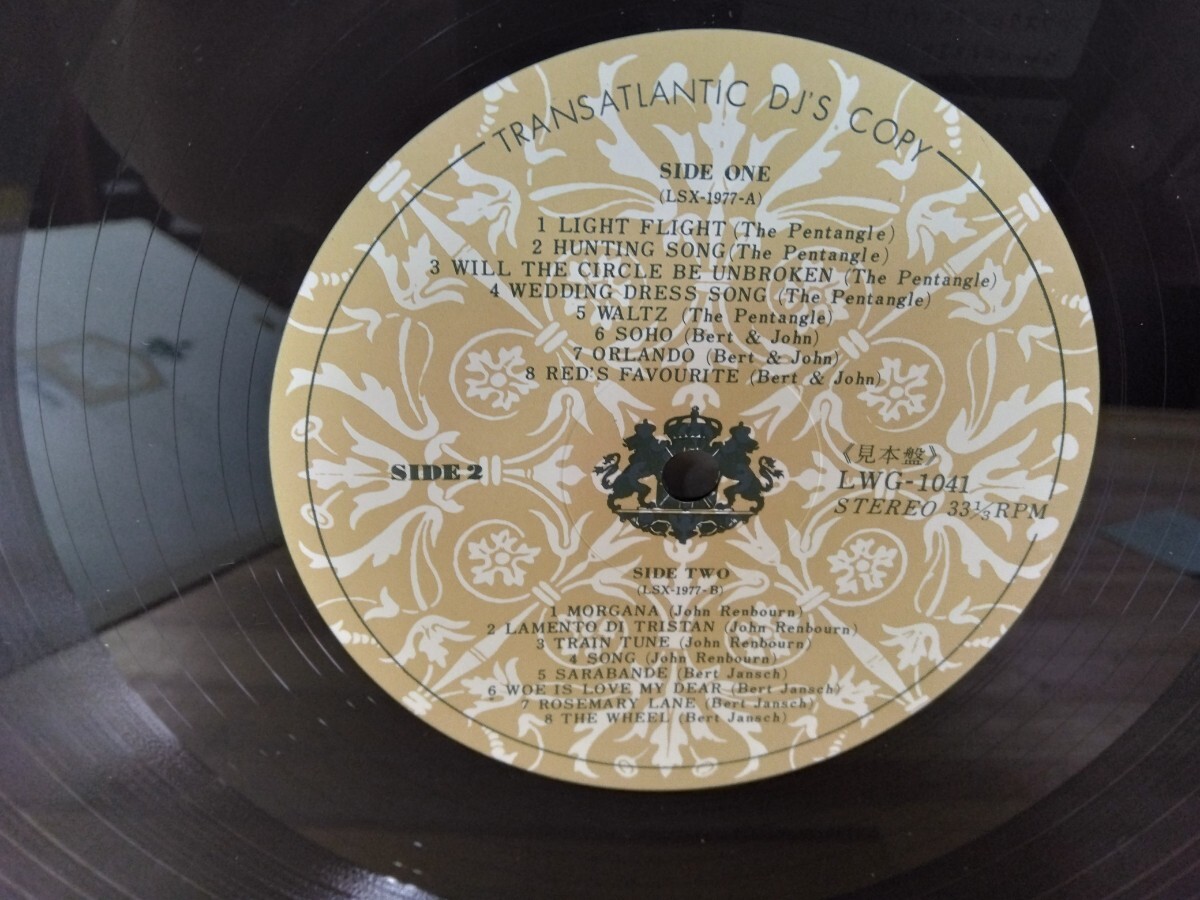 TRANSATLANTIC DJ'S COPY
SIDE ONE
(LSX-1977-A)
1 LIGHT FLIGHT (The Pentangle)
2 HUNTING SONG (The Pentangle)
3 WILL THE CIRCLE BE UNBROKEN (The Pentangle)
4 WEDDING DRESS SONG (The Pentangle)
5 WALTZ (The Pentangle)
6 SOHO (Bert & John)
7 ORLANDO (Bert & John)
8 RED'S FAVOURITE (Bert & John)
SIDE 2
《見本盤》
LWG-1041
STEREO 33⅓RPM
SIDE TWO
(LSX-1977-B)
1 MORGANA (John Renbourn)
2 LAMENTO DI TRISTAN (John Renbourn)
3 TRAIN TUNE (John Renbourn)
4 SONG (John Renbourn)
5 SARABANDE (Bert Jansch)
6 WOE IS LOVE MY DEAR (Bert Jansch)
7 ROSEMARY LANE (Bert Jansch)
8 THE WHEEL (Bert Jansch)